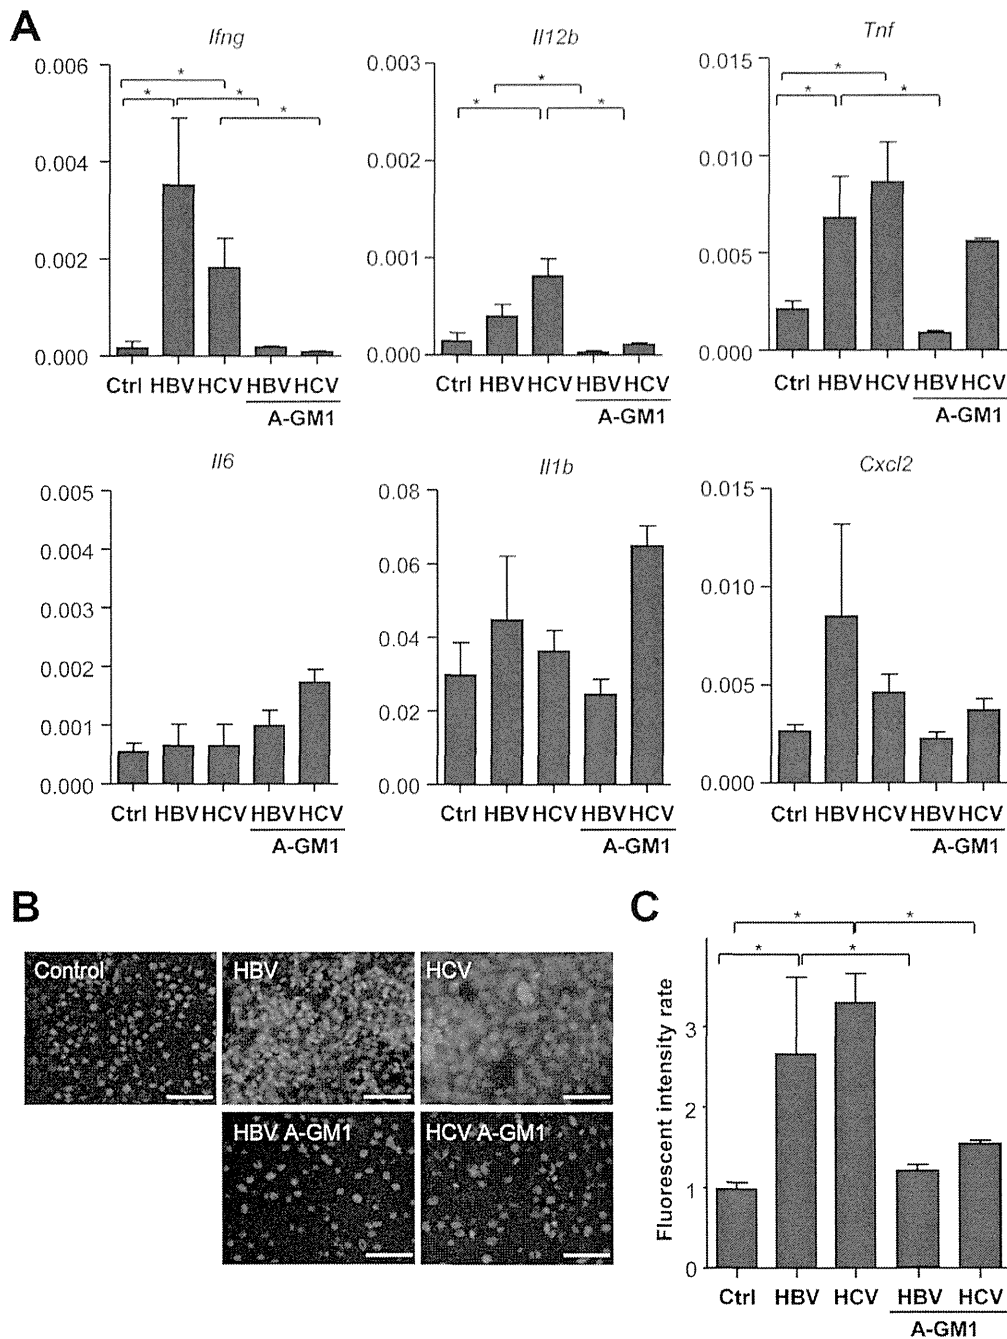 A
Ifng
0.006
0.004
0.002
0.000
* * * *
Ctrl HBV HCV HBV HCV
A-GM1
Il12b
0.003
0.002
0.001
0.000
* * *
Ctrl HBV HCV HBV HCV
A-GM1
Tnf
0.015
0.010
0.005
0.000
* * *
Ctrl HBV HCV HBV HCV
A-GM1
Il6
0.005
0.004
0.003
0.002
0.001
0.000
Ctrl HBV HCV HBV HCV
A-GM1
Il1b
0.08
0.06
0.04
0.02
0.00
Ctrl HBV HCV HBV HCV
A-GM1
Cxcl2
0.015
0.010
0.005
0.000
Ctrl HBV HCV HBV HCV
A-GM1
B
Control
HBV
HCV
HBV A-GM1
HCV A-GM1
C
* *
* *
Fluorescent intensity rate
3
2
1
0
Ctrl HBV HCV HBV HCV
A-GM1